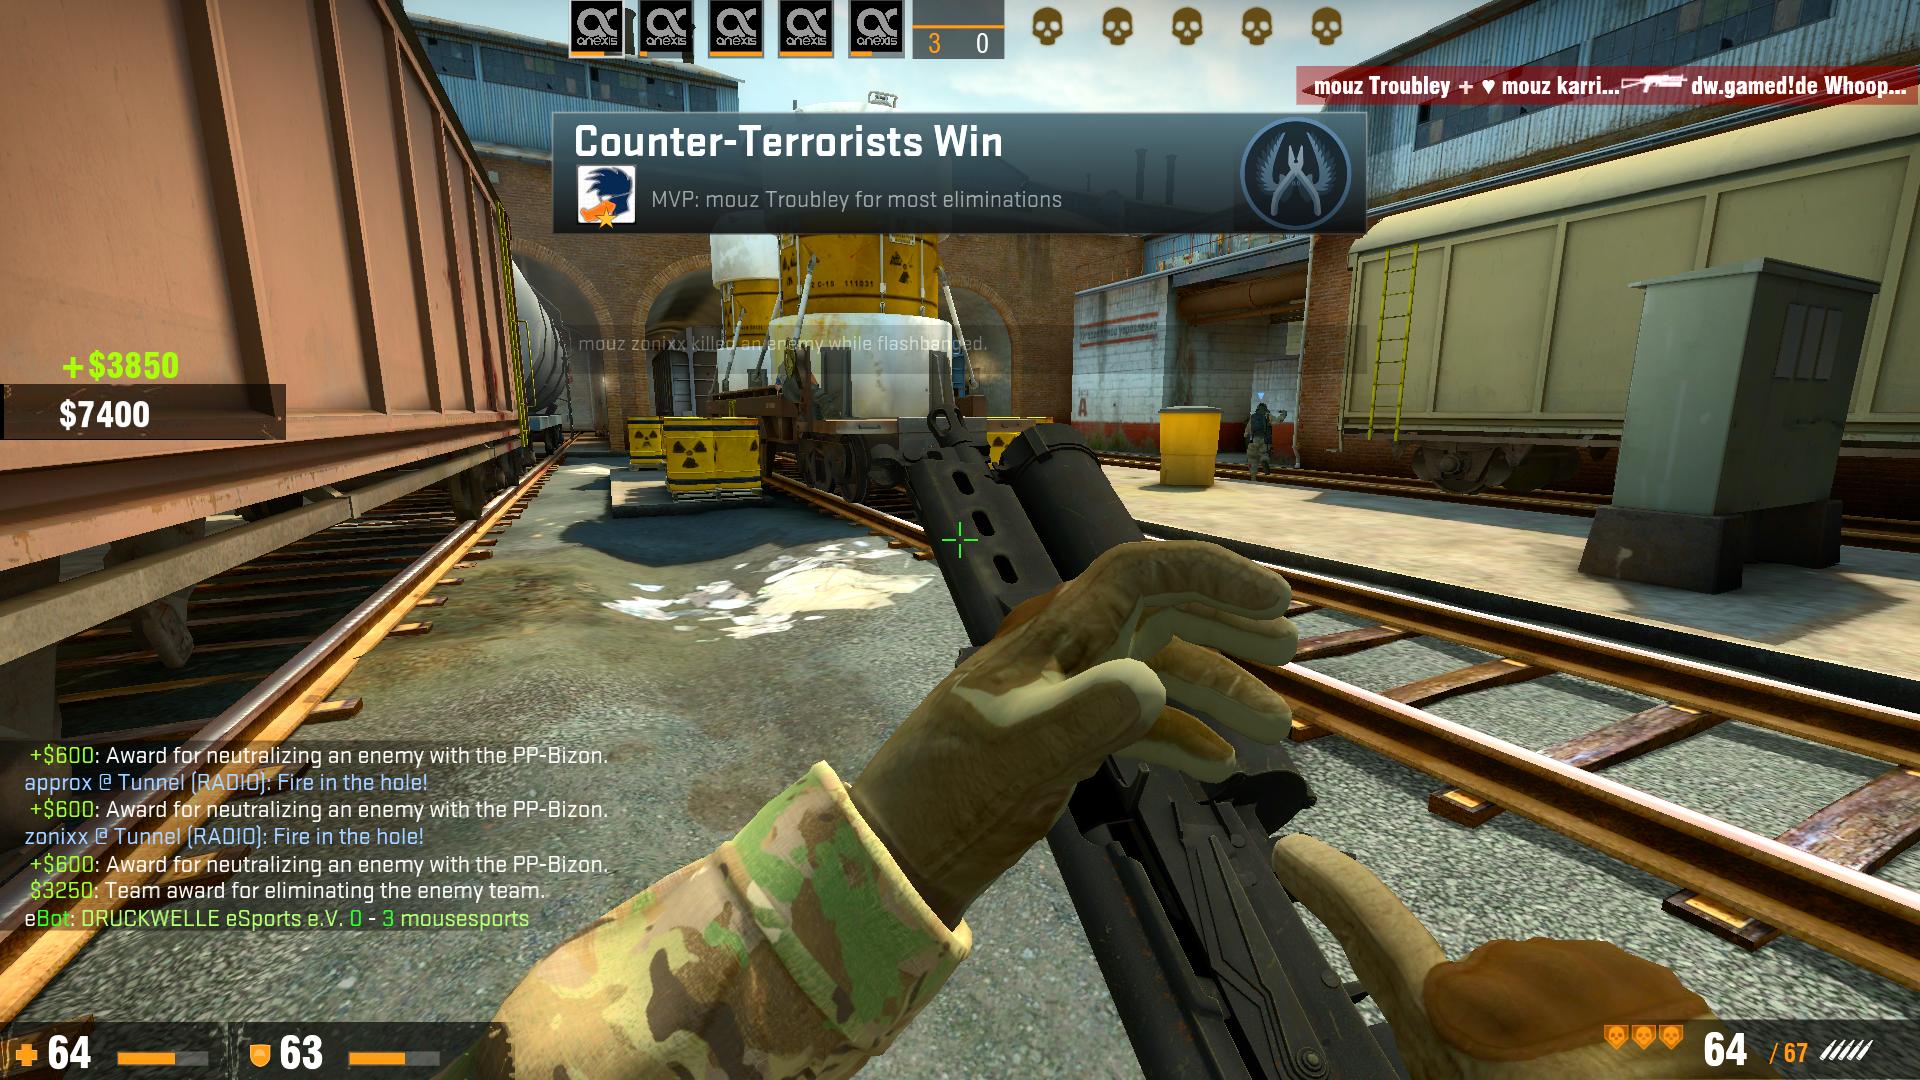 anexis anexis anexis anexis anexis
3 0
mouz Troubley + ♥ mouz karri... dw.gamed!de Whoop...
Counter-Terrorists Win
MVP: mouz Troubley for most eliminations
111031
mouz zonixx killed an enemy while flashbanged.
+$3850
$7400
A
+$600: Award for neutralizing an enemy with the PP-Bizon.
approx @ Tunnel (RADIO): Fire in the hole!
+$600: Award for neutralizing an enemy with the PP-Bizon.
zonixx @ Tunnel (RADIO): Fire in the hole!
+$600: Award for neutralizing an enemy with the PP-Bizon.
$3250: Team award for eliminating the enemy team.
eBot: DRUCKWELLE eSports e.V. 0 - 3 mousesports
64 63
64 / 67